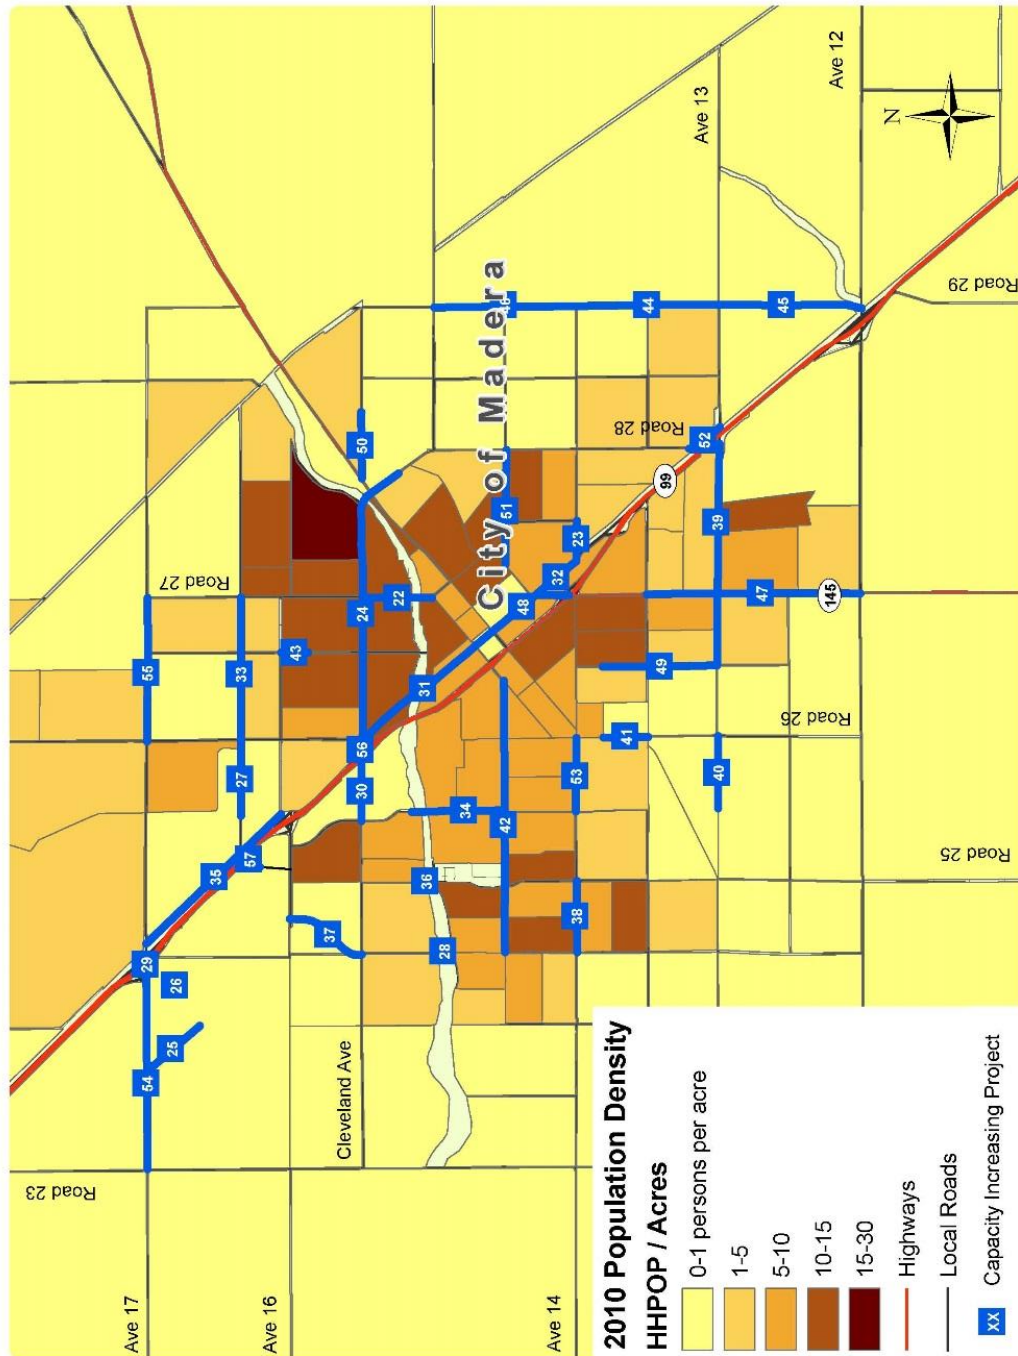 Ave 12
Ave 13
N
Road 29
45
44
46
City of Madera
Road 28
52
50
51
99
39
23
Road 27
32
22
24
48
47
145
43
55
33
49
31
Road 26
56
41
27
30
53
40
34
42
57
35
36
Road 25
38
37
28
29
26
25
54
Cleveland Ave
Road 23
Ave 17
Ave 16
Ave 14
2010 Population Density
HHPOP / Acres
0-1 persons per acre
1-5
5-10
10-15
15-30
Highways
Local Roads
XX Capacity Increasing Project